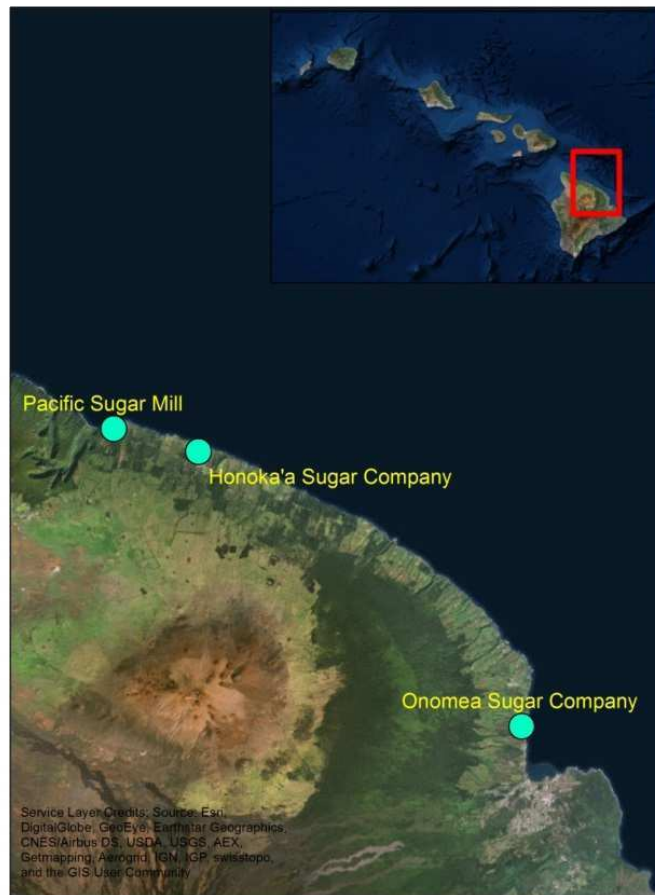 Pacific Sugar Mill
Honoka'a Sugar Company
Onomea Sugar Company
Service Layer Credits: Source: Esri,
DigitalGlobe, GeoEye, Earthstar Geographics,
CNES/Airbus DS, USDA, USGS, AEX,
Getmapping, Aerogrid, IGN, IGP, swisstopo,
and the GIS User Community